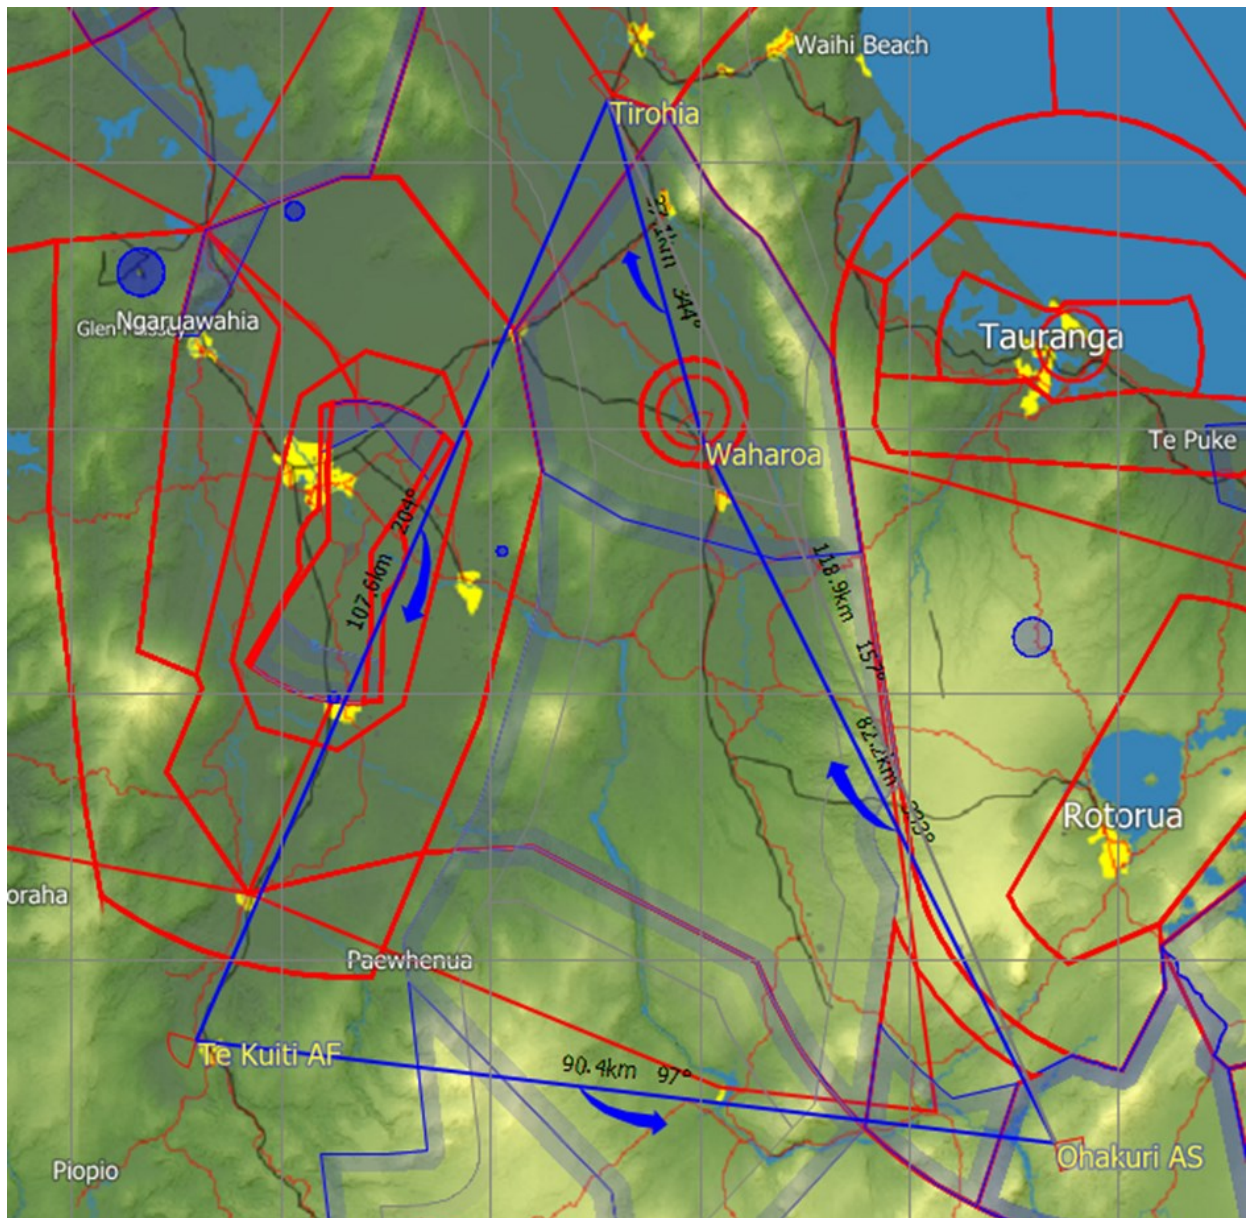 Waihi Beach
Tirohia
344°
Ngaruawahia
Tauranga
Te Puke
Waharoa
204°
107.6km
118.9km
157°
82.2km
333°
Rotorua
oraha
Paewhenua
Te Kuiti AF
90.4km 97°
Ohakuri AS
Piopio